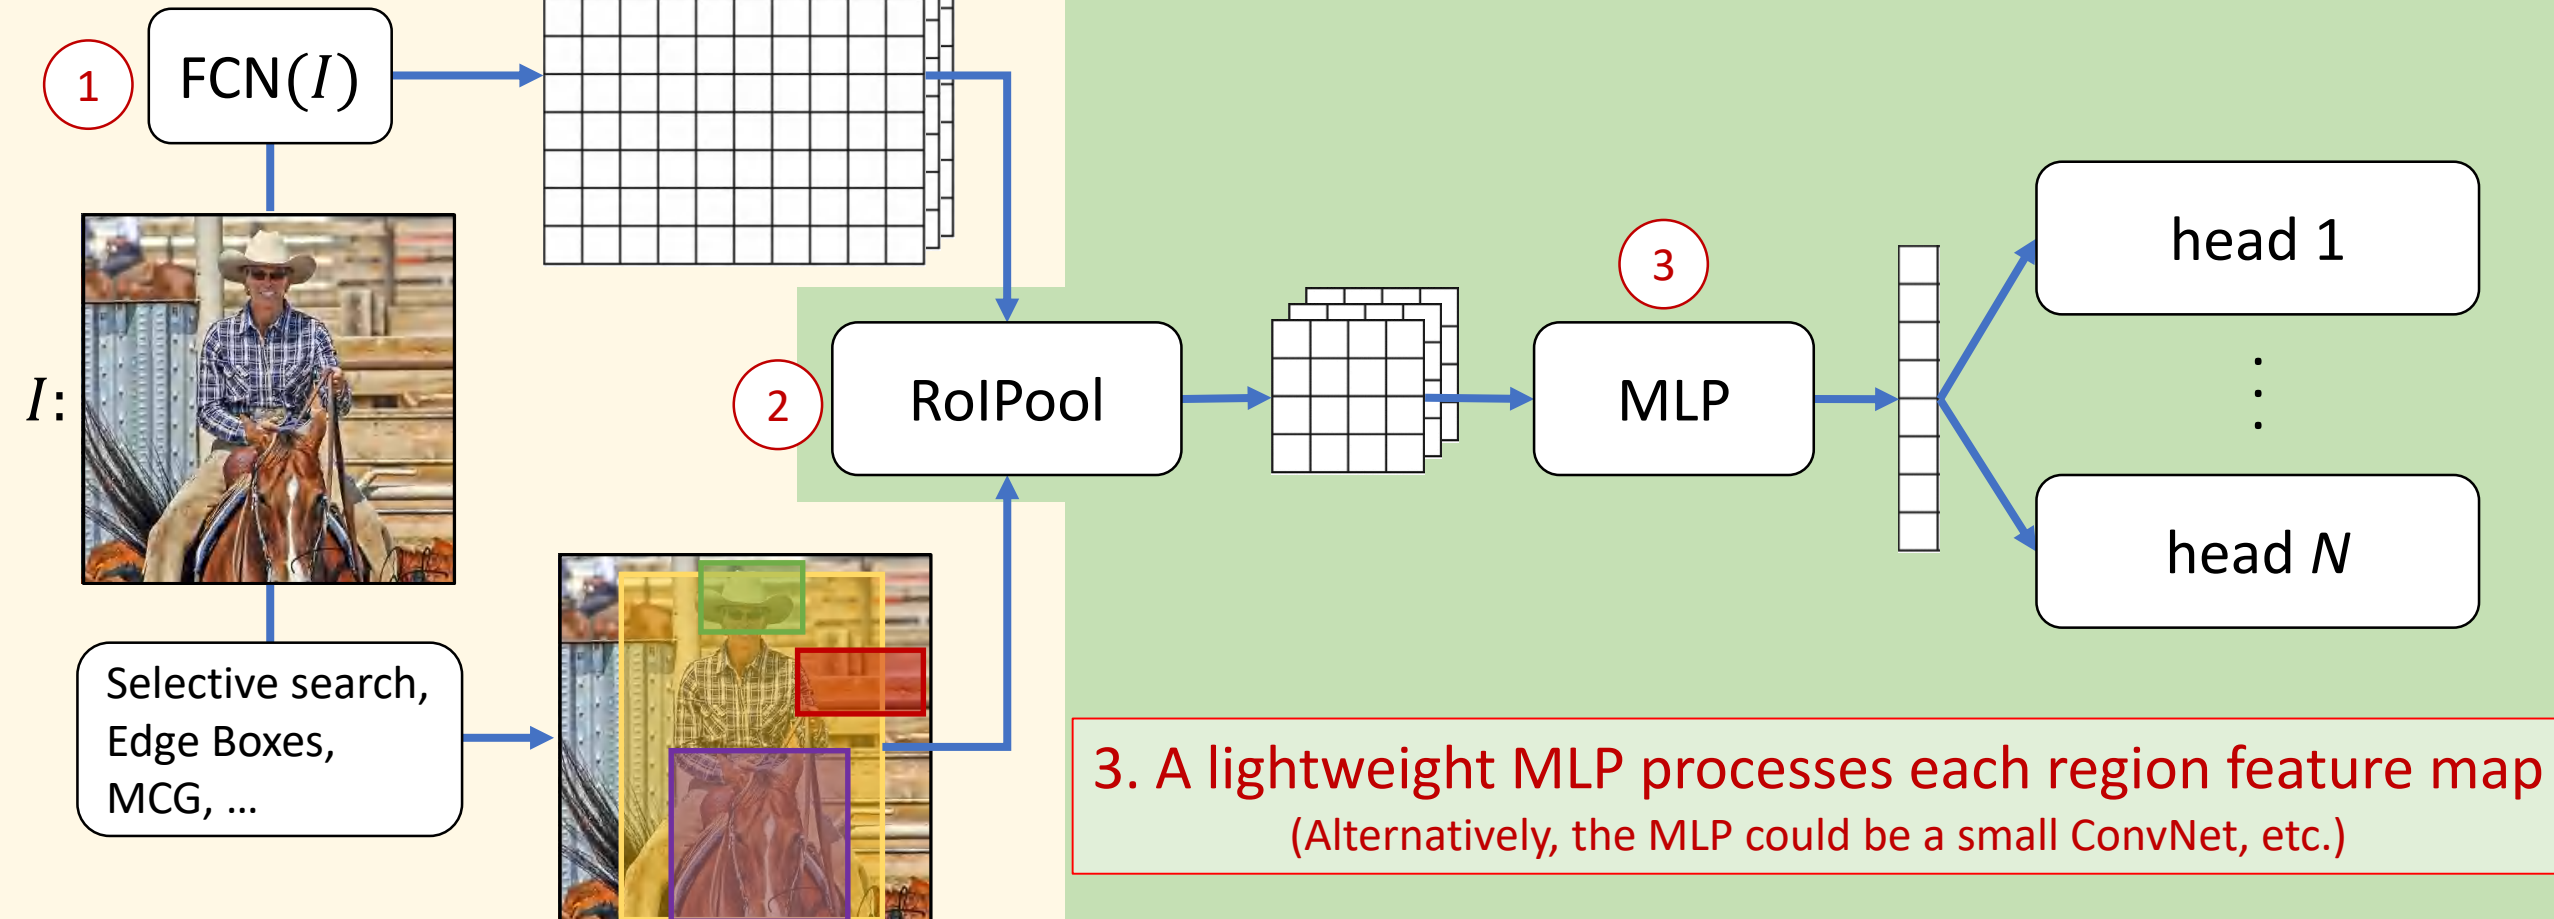 1
FCN(I)
I:
2
RoIPool
3
MLP
head 1
⋮
head N
Selective search,
Edge Boxes,
MCG, ...
3. A lightweight MLP processes each region feature map
(Alternatively, the MLP could be a small ConvNet, etc.)